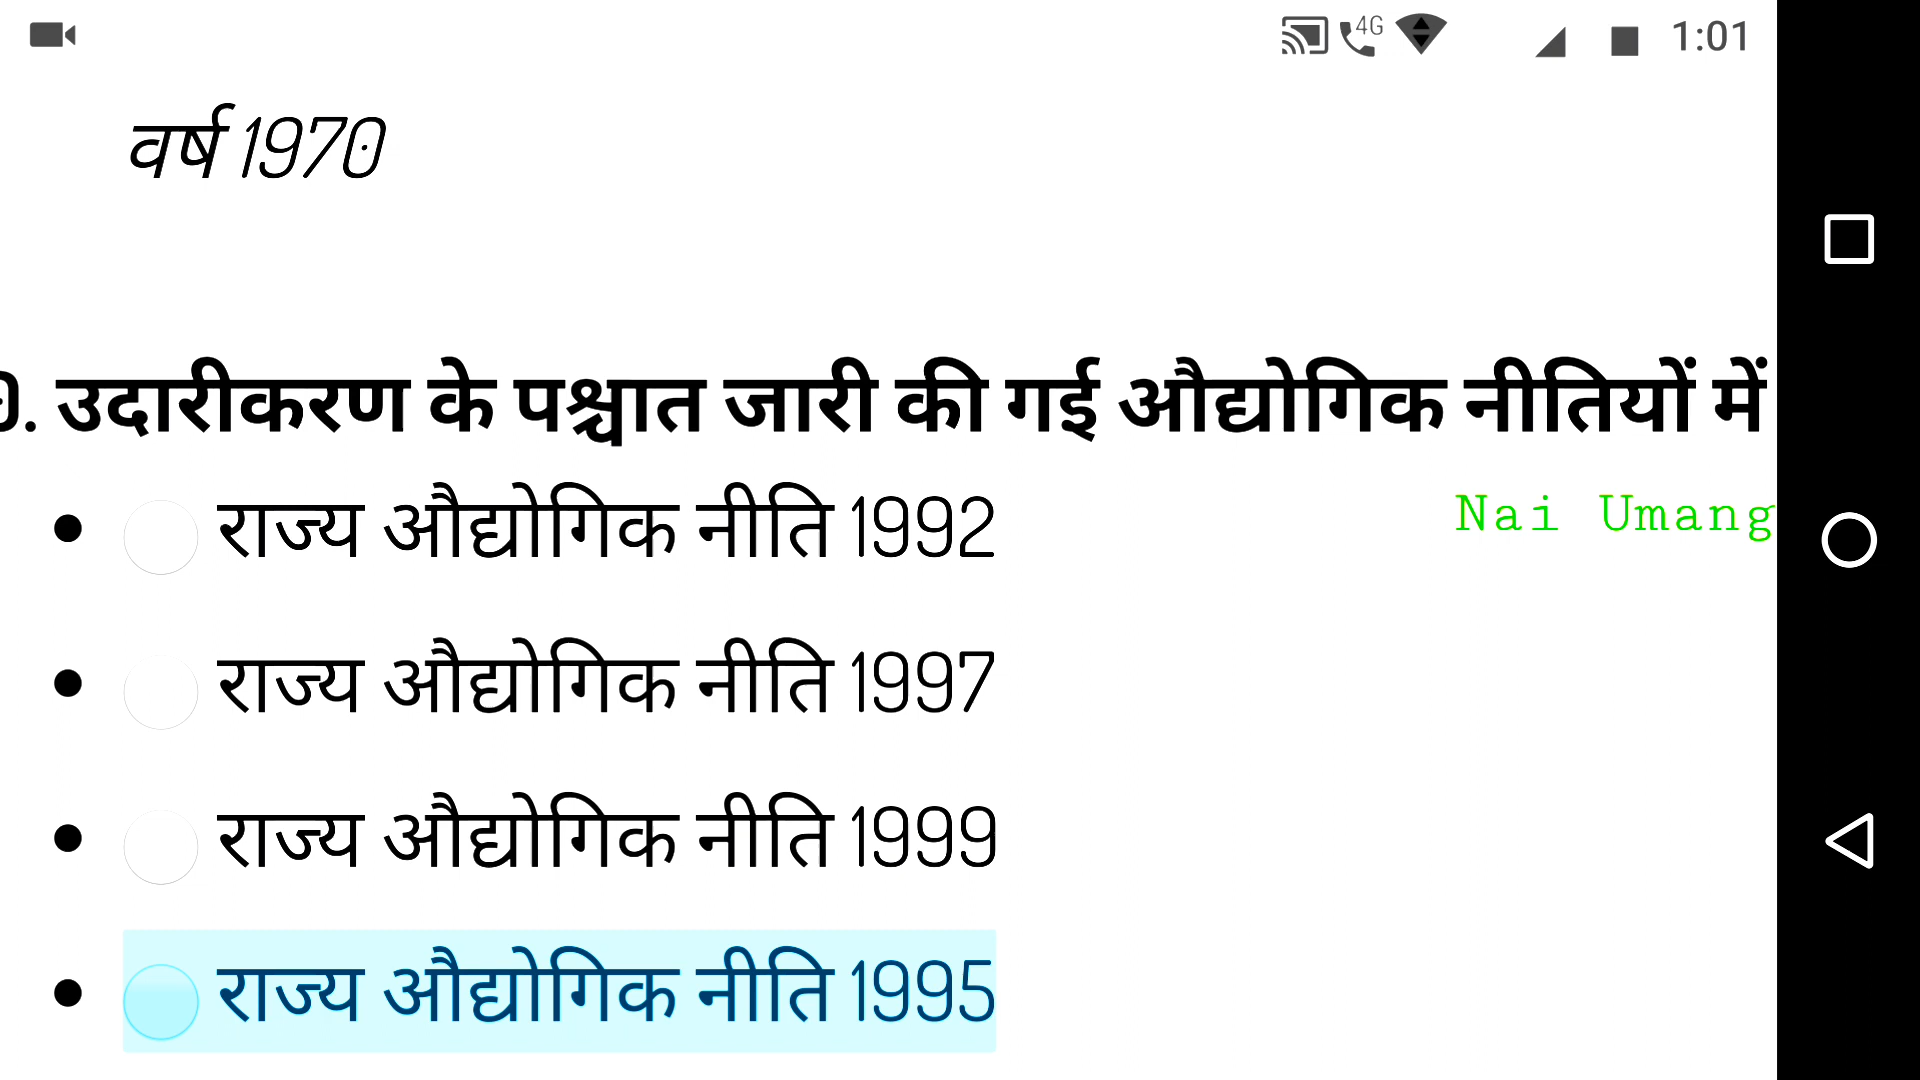 4G 1:01
वर्ष 1970
0. उदारीकरण के पश्चात जारी की गई औद्योगिक नीतियों में
राज्य औद्योगिक नीति 1992
Nai Umang
राज्य औद्योगिक नीति 1997
राज्य औद्योगिक नीति 1999
राज्य औद्योगिक नीति 1995